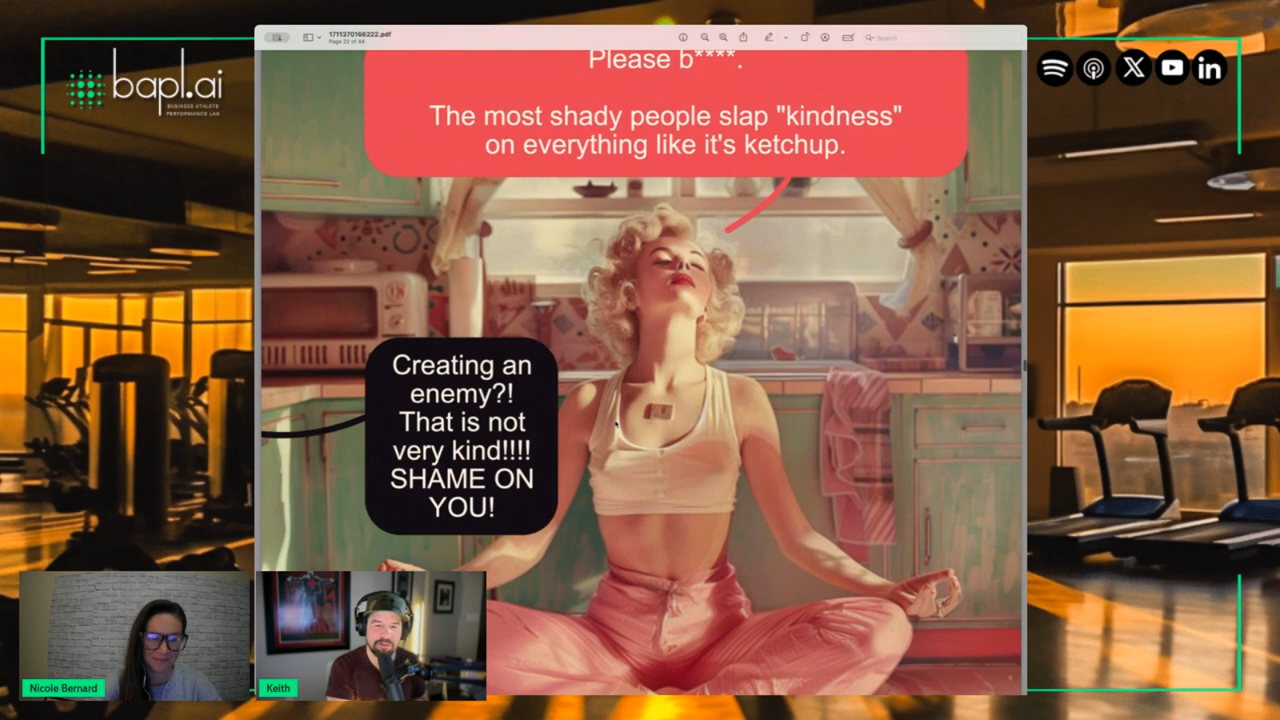 bapl.ai
BUSINESS ATHLETE
PERFORMANCE LAB
1711370166222.pdf
Page 22 of 44
Search
Please b****.
The most shady people slap "kindness"
on everything like it's ketchup.
Creating an
enemy?!
That is not
very kind!!!!
SHAME ON
YOU!
Nicole Bernard
Keith